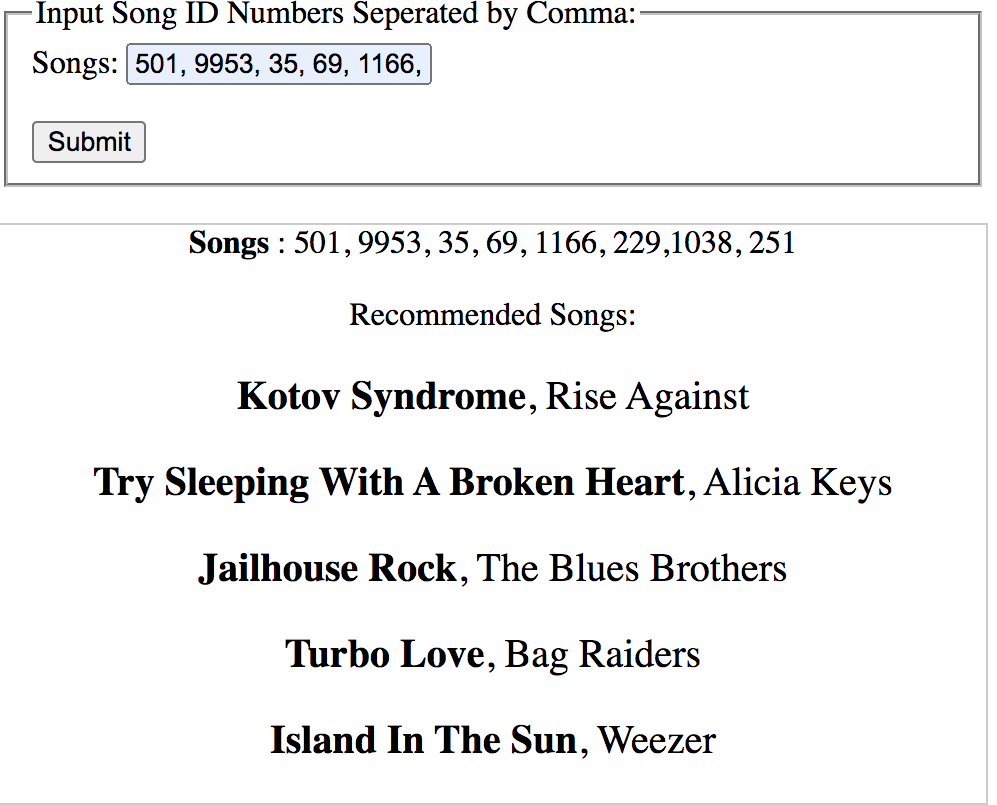 Input Song ID Numbers Seperated by Comma:
Songs: 501, 9953, 35, 69, 1166,
Submit
Songs : 501, 9953, 35, 69, 1166, 229,1038, 251
Recommended Songs:
Kotov Syndrome, Rise Against
Try Sleeping With A Broken Heart, Alicia Keys
Jailhouse Rock, The Blues Brothers
Turbo Love, Bag Raiders
Island In The Sun, Weezer